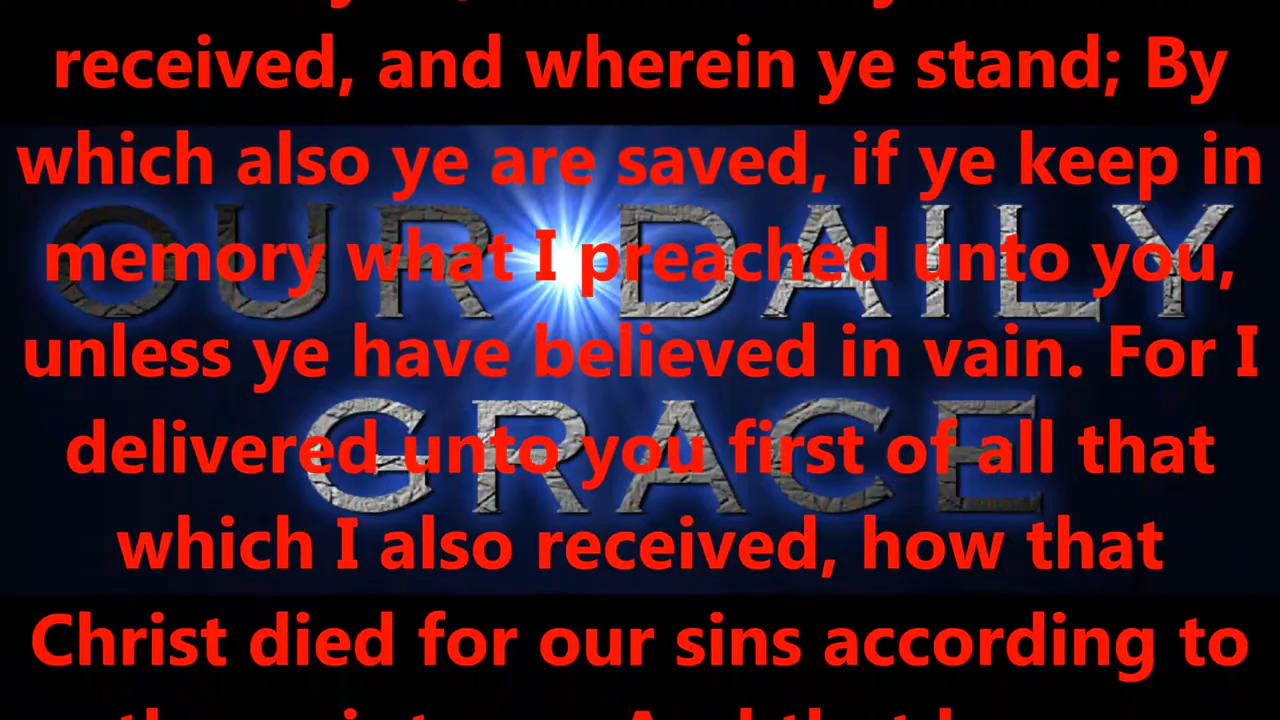 received, and wherein ye stand; By
which also ye are saved, if ye keep in
OUR DAILY
memory what I preached unto you,
unless ye have believed in vain. For I
GRACE
delivered unto you first of all that
which I also received, how that
Christ died for our sins according to